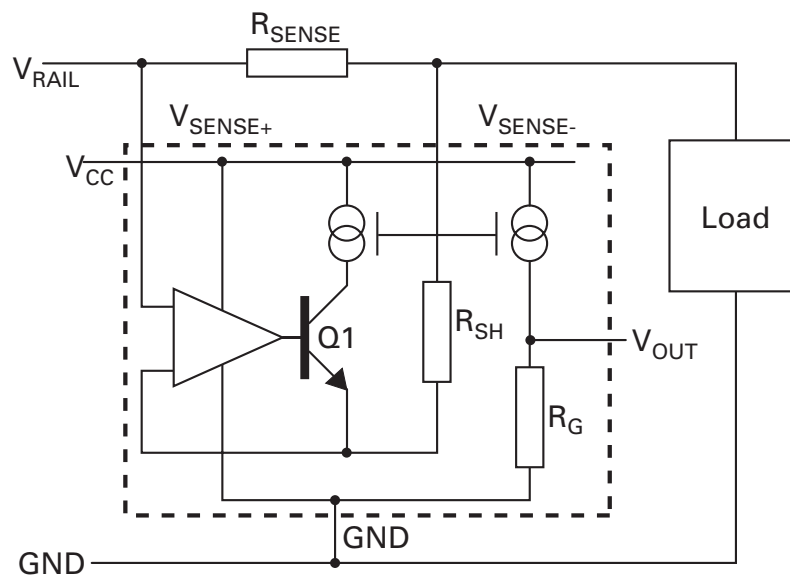 R_SENSE
V_RAIL
V_SENSE+
V_SENSE-
V_CC
Load
Q1
R_SH
V_OUT
R_G
GND
GND